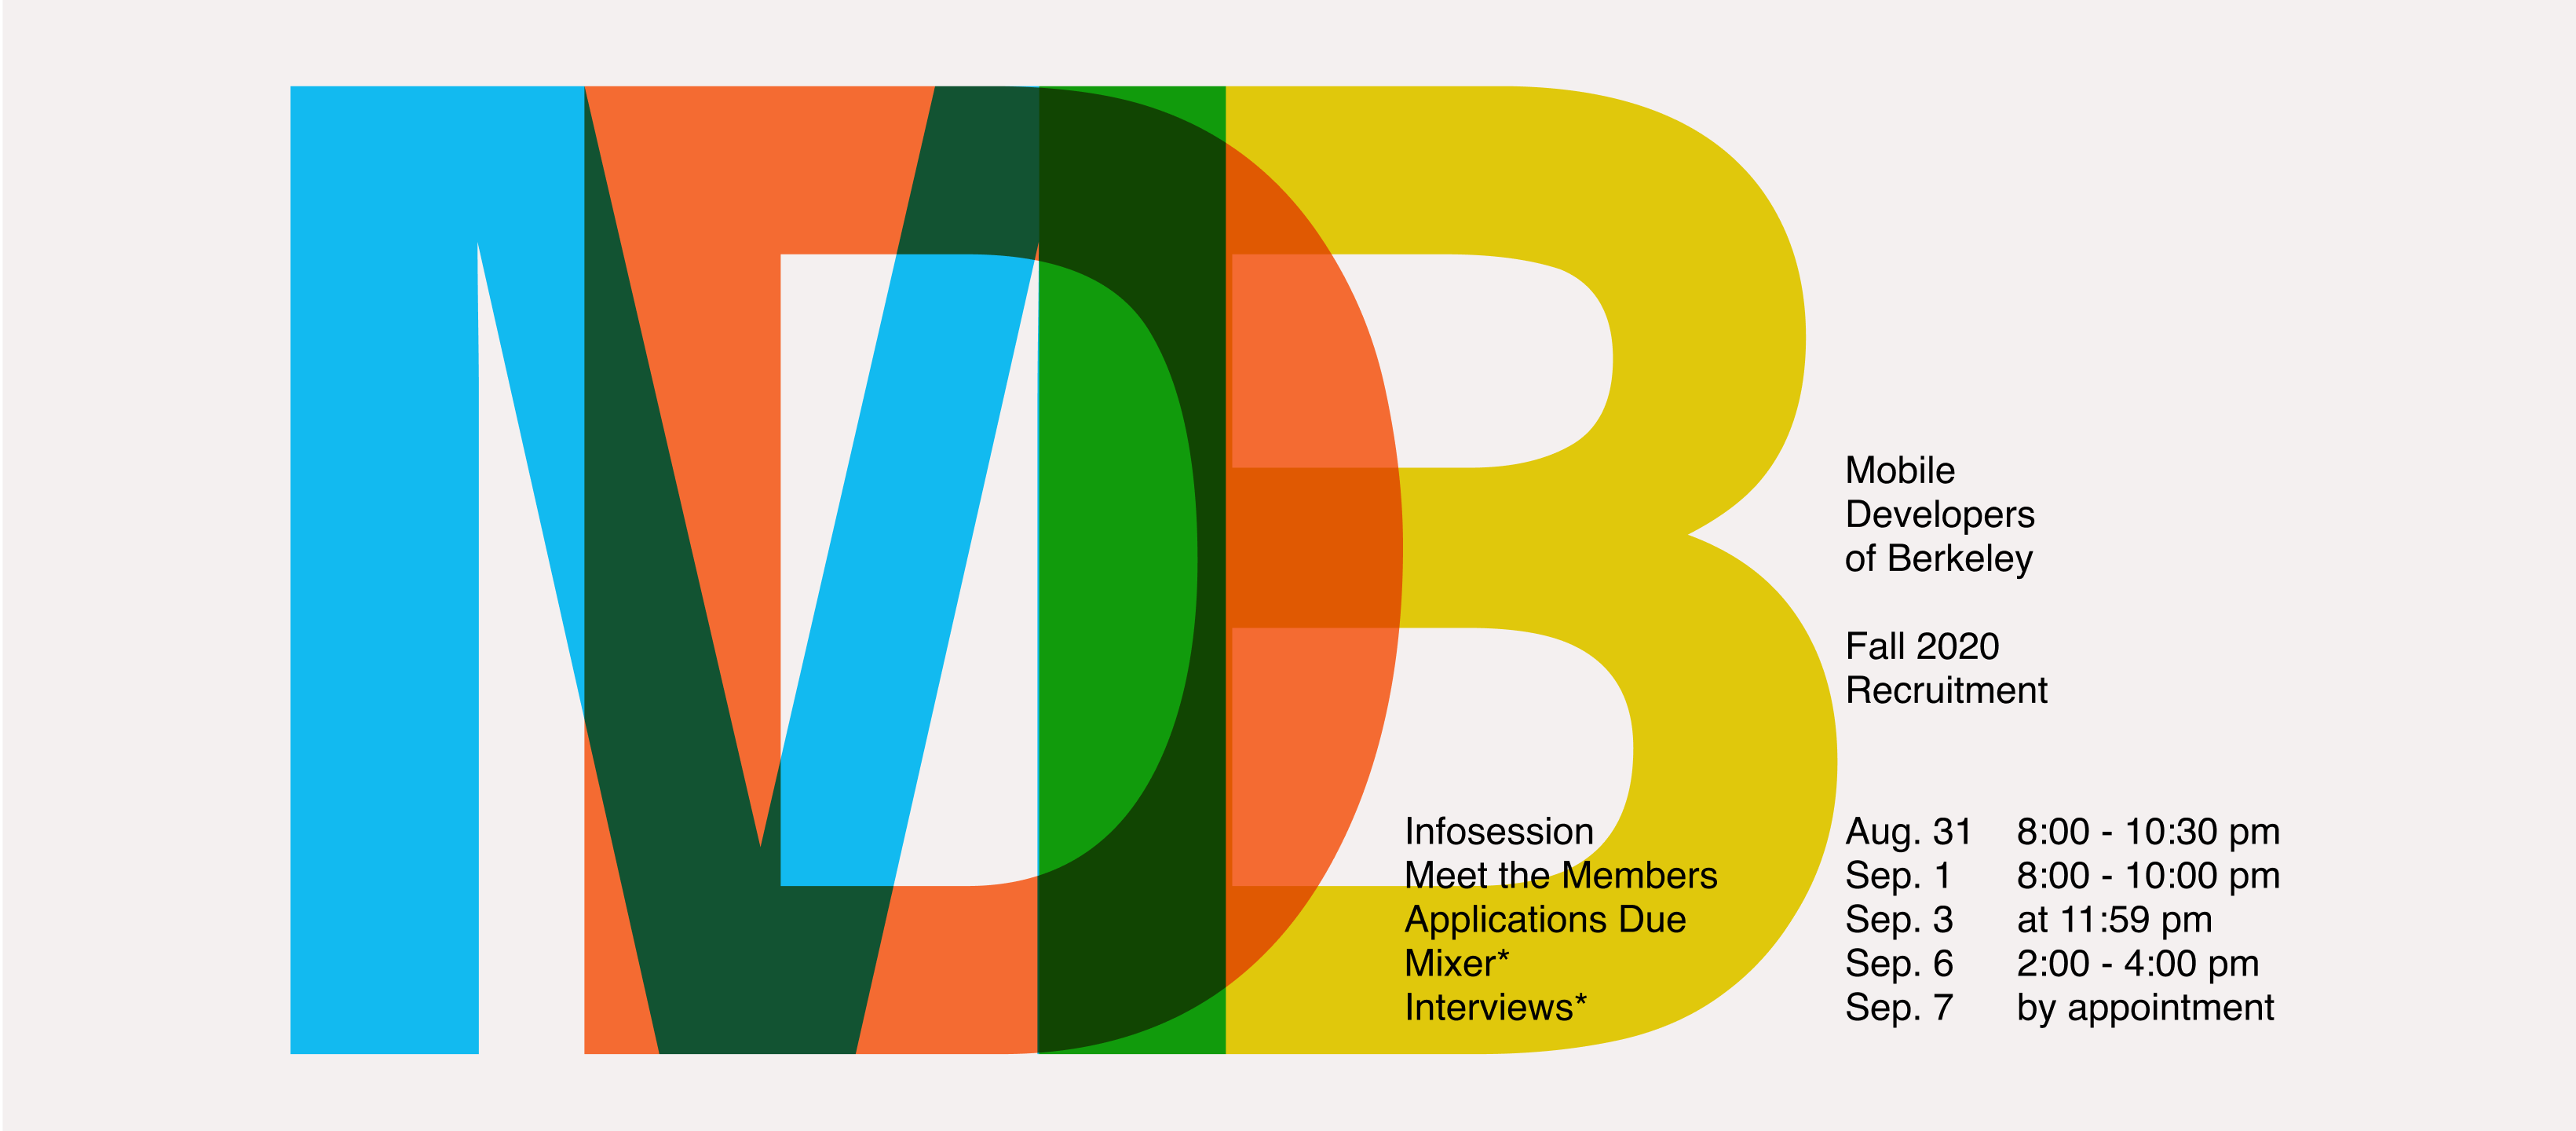 MDB
Mobile
Developers
of Berkeley
Fall 2020
Recruitment
Infosession Aug. 31 8:00 - 10:30 pm
Meet the Members Sep. 1 8:00 - 10:00 pm
Applications Due Sep. 3 at 11:59 pm
Mixer* Sep. 6 2:00 - 4:00 pm
Interviews* Sep. 7 by appointment